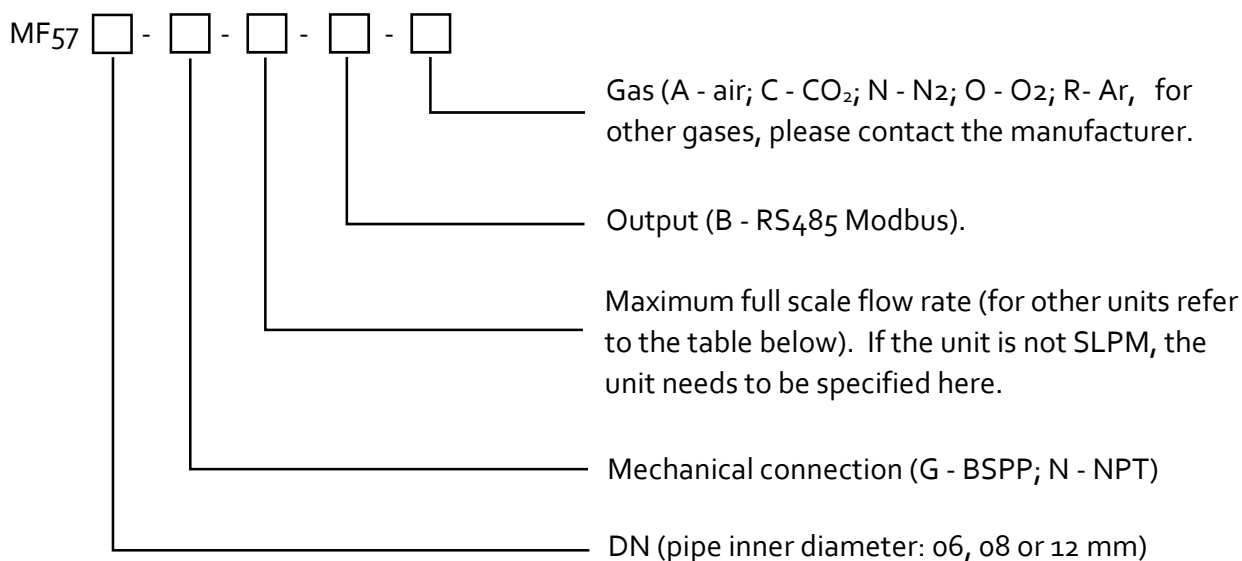 MF57 - - - -
Gas (A - air; C - CO₂; N - N2; O - O2; R- Ar, for
other gases, please contact the manufacturer.
Output (B - RS485 Modbus).
Maximum full scale flow rate (for other units refer
to the table below). If the unit is not SLPM, the
unit needs to be specified here.
Mechanical connection (G - BSPP; N - NPT)
DN (pipe inner diameter: 06, 08 or 12 mm)